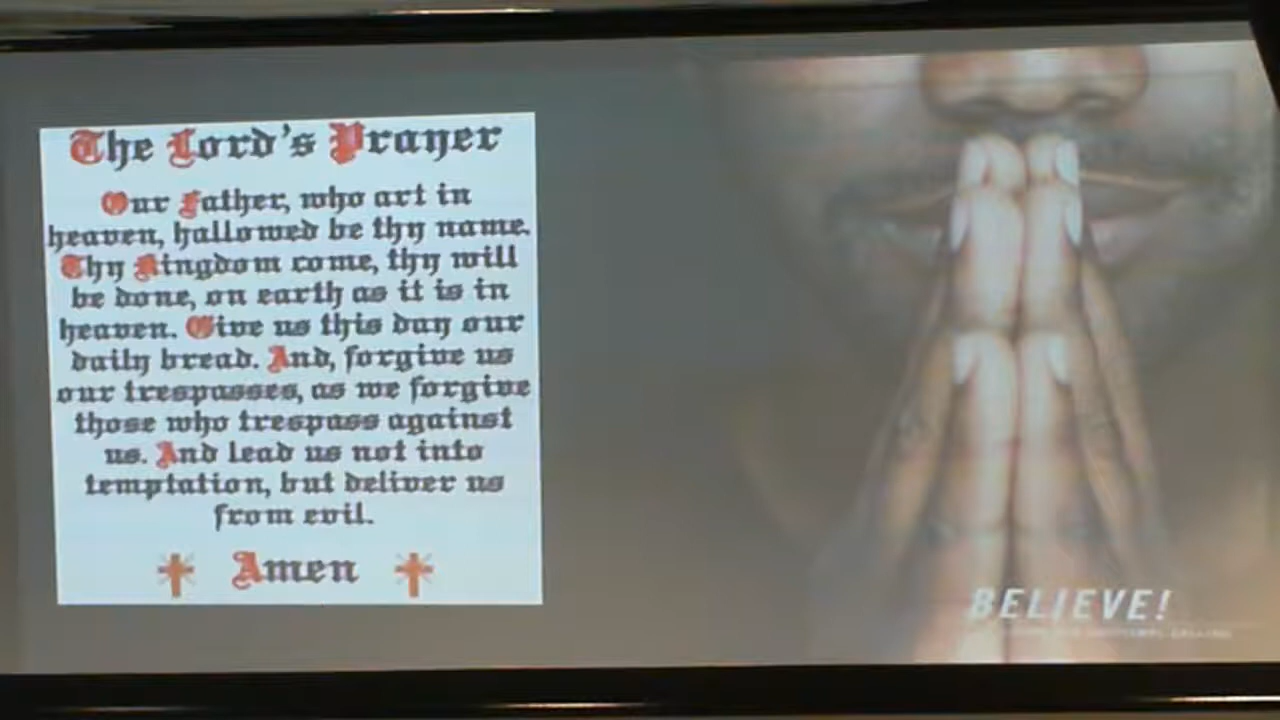 The Lord's Prayer
Our Father, who art in
heaven, hallowed be thy name.
Thy Kingdom come, thy will
be done, on earth as it is in
heaven. Give us this day our
daily bread. And, forgive us
our trespasses, as we forgive
those who trespass against
us. And lead us not into
temptation, but deliver us
from evil.
Amen
BELIEVE!